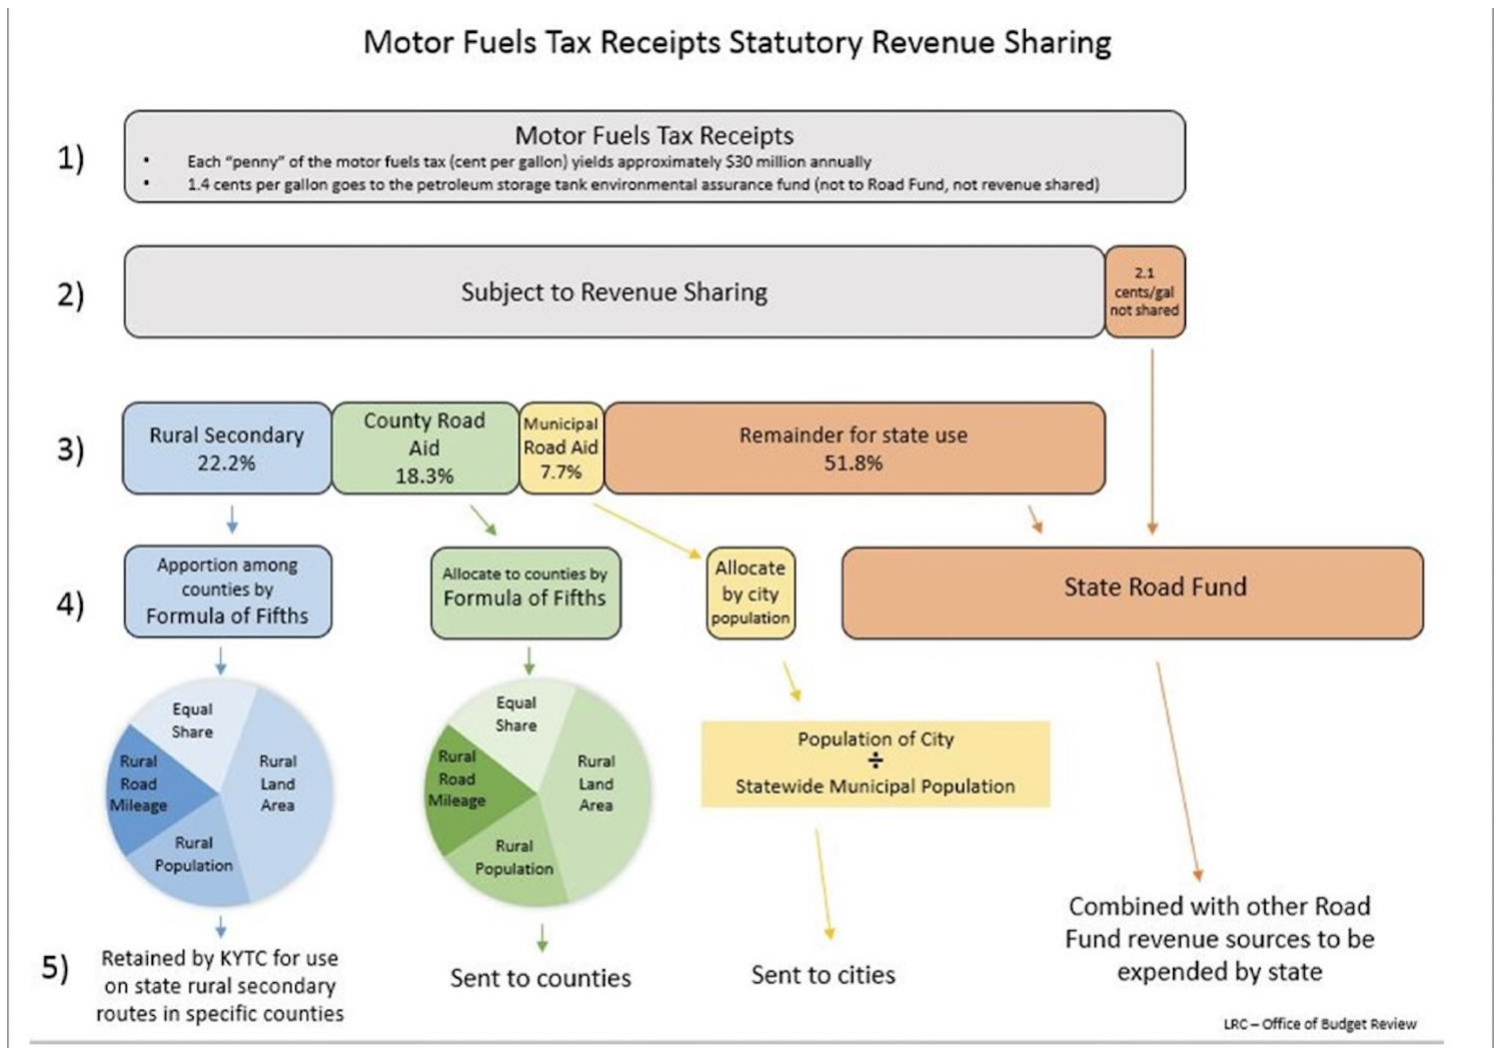 Motor Fuels Tax Receipts Statutory Revenue Sharing
1)
Motor Fuels Tax Receipts
• Each “penny” of the motor fuels tax (cent per gallon) yields approximately $30 million annually
• 1.4 cents per gallon goes to the petroleum storage tank environmental assurance fund (not to Road Fund, not revenue shared)
2)
Subject to Revenue Sharing
2.1
cents/gal
not shared
3)
Rural Secondary
22.2%
County Road
Aid
18.3%
Municipal
Road Aid
7.7%
Remainder for state use
51.8%
4)
Apportion among
counties by
Formula of Fifths
Allocate to counties by
Formula of Fifths
Allocate
by city
population
State Road Fund
Equal
Share
Rural
Road
Mileage
Rural
Land
Area
Rural
Population
Equal
Share
Rural
Road
Mileage
Rural
Land
Area
Rural
Population
Population of City
÷
Statewide Municipal Population
5)
Retained by KYTC for use
on state rural secondary
routes in specific counties
Sent to counties
Sent to cities
Combined with other Road
Fund revenue sources to be
expended by state
LRC – Office of Budget Review